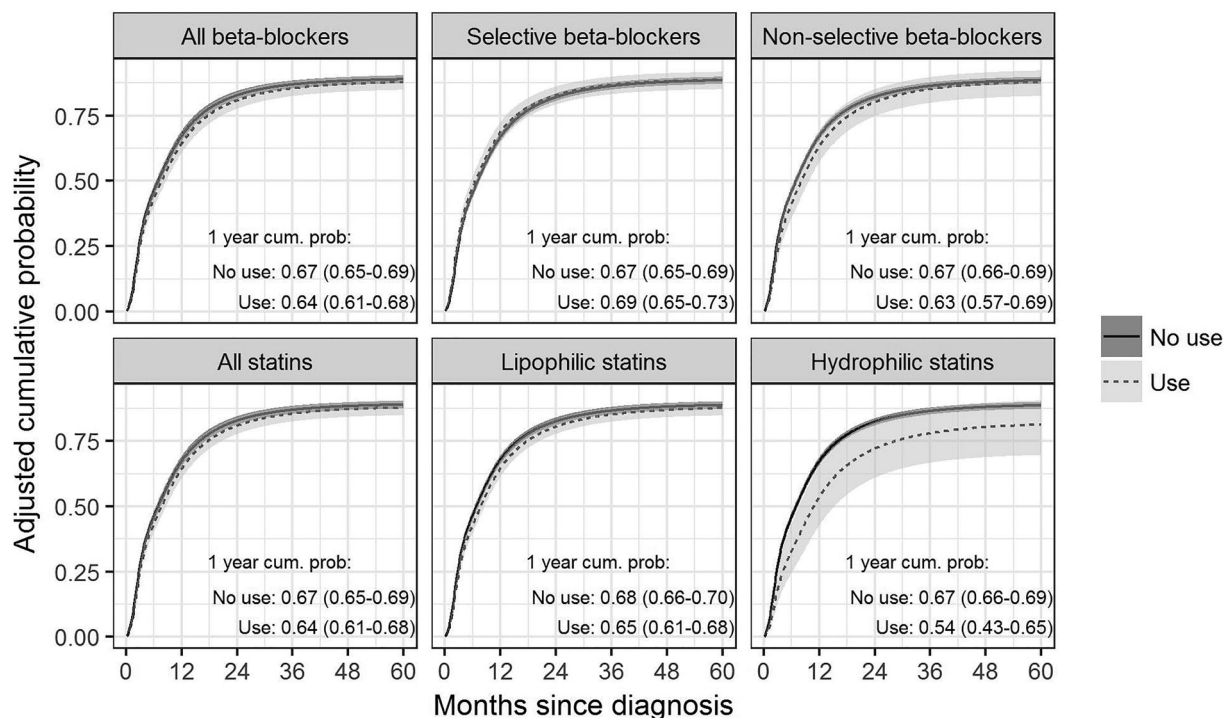 All beta-blockers
Selective beta-blockers
Non-selective beta-blockers
Adjusted cumulative probability
0.75
0.50
0.25
0.00
1 year cum. prob:
No use: 0.67 (0.65-0.69)
Use: 0.64 (0.61-0.68)
1 year cum. prob:
No use: 0.67 (0.65-0.69)
Use: 0.69 (0.65-0.73)
1 year cum. prob:
No use: 0.67 (0.66-0.69)
Use: 0.63 (0.57-0.69)
No use
Use
All statins
Lipophilic statins
Hydrophilic statins
0.75
0.50
0.25
0.00
1 year cum. prob:
No use: 0.67 (0.65-0.69)
Use: 0.64 (0.61-0.68)
1 year cum. prob:
No use: 0.68 (0.66-0.70)
Use: 0.65 (0.61-0.68)
1 year cum. prob:
No use: 0.67 (0.66-0.69)
Use: 0.54 (0.43-0.65)
0 12 24 36 48 60
0 12 24 36 48 60
0 12 24 36 48 60
Months since diagnosis